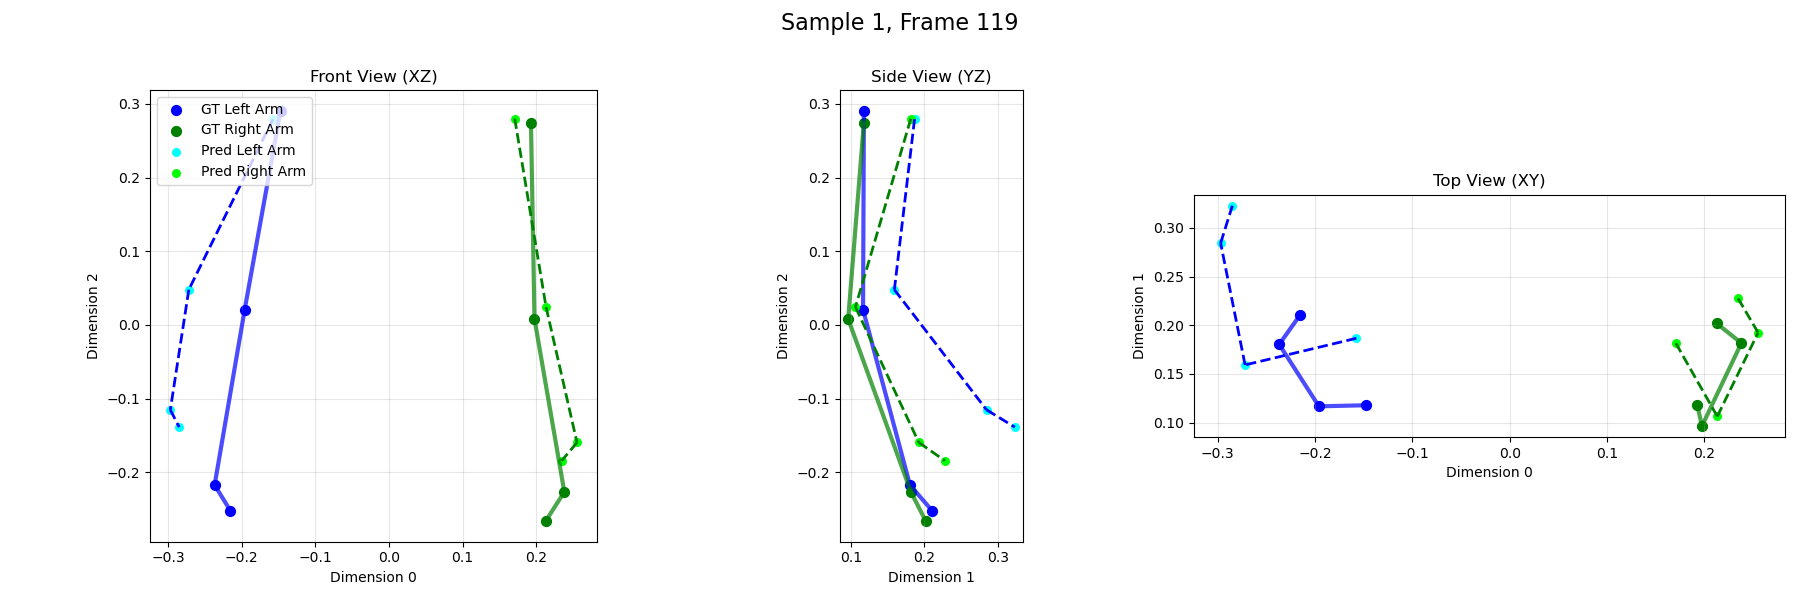 Sample 1, Frame 119
Front View (XZ)
GT Left Arm
GT Right Arm
Pred Left Arm
Pred Right Arm
0.3
0.2
0.1
0.0
−0.1
−0.2
Dimension 2
−0.3
−0.2
−0.1
0.0
0.1
0.2
Dimension 0
Side View (YZ)
0.3
0.2
0.1
0.0
−0.1
−0.2
Dimension 2
0.1
0.2
0.3
Dimension 1
Top View (XY)
0.30
0.25
0.20
0.15
0.10
Dimension 1
−0.3
−0.2
−0.1
0.0
0.1
0.2
Dimension 0